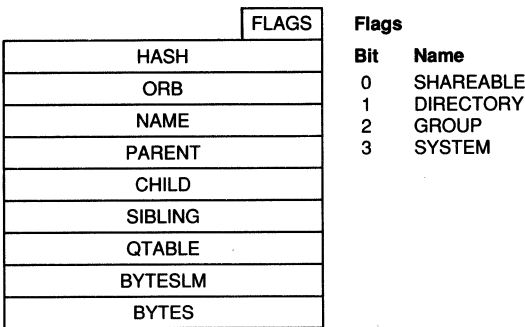 FLAGS
HASH
ORB
NAME
PARENT
CHILD
SIBLING
QTABLE
BYTESLM
BYTES
Flags
Bit Name
0 SHAREABLE
1 DIRECTORY
2 GROUP
3 SYSTEM